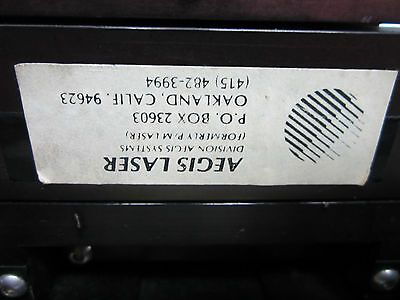 AEGIS LASER
DIVISION AEGIS SYSTEMS
(FORMERLY P.M LASER)
P.O. BOX 23603
OAKLAND, CALIF. 94623
(415) 482-3994